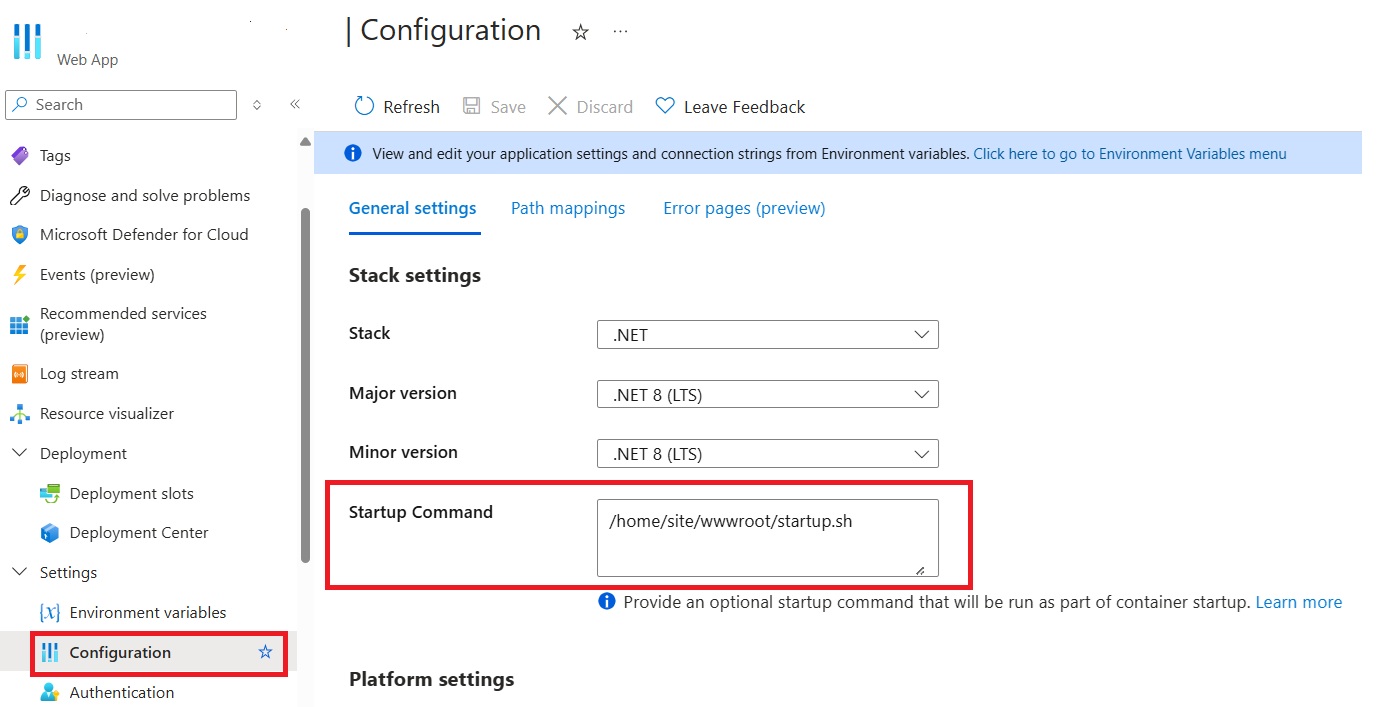 | Configuration
Web App
Search
Refresh
Save
Discard
Leave Feedback
View and edit your application settings and connection strings from Environment variables. Click here to go to Environment Variables menu
Tags
Diagnose and solve problems
Microsoft Defender for Cloud
Events (preview)
Recommended services
(preview)
Log stream
Resource visualizer
Deployment
Deployment slots
Deployment Center
Settings
Environment variables
Configuration
Authentication
General settings
Path mappings
Error pages (preview)
Stack settings
Stack
.NET
Major version
.NET 8 (LTS)
Minor version
.NET 8 (LTS)
Startup Command
/home/site/wwwroot/startup.sh
Provide an optional startup command that will be run as part of container startup. Learn more
Platform settings